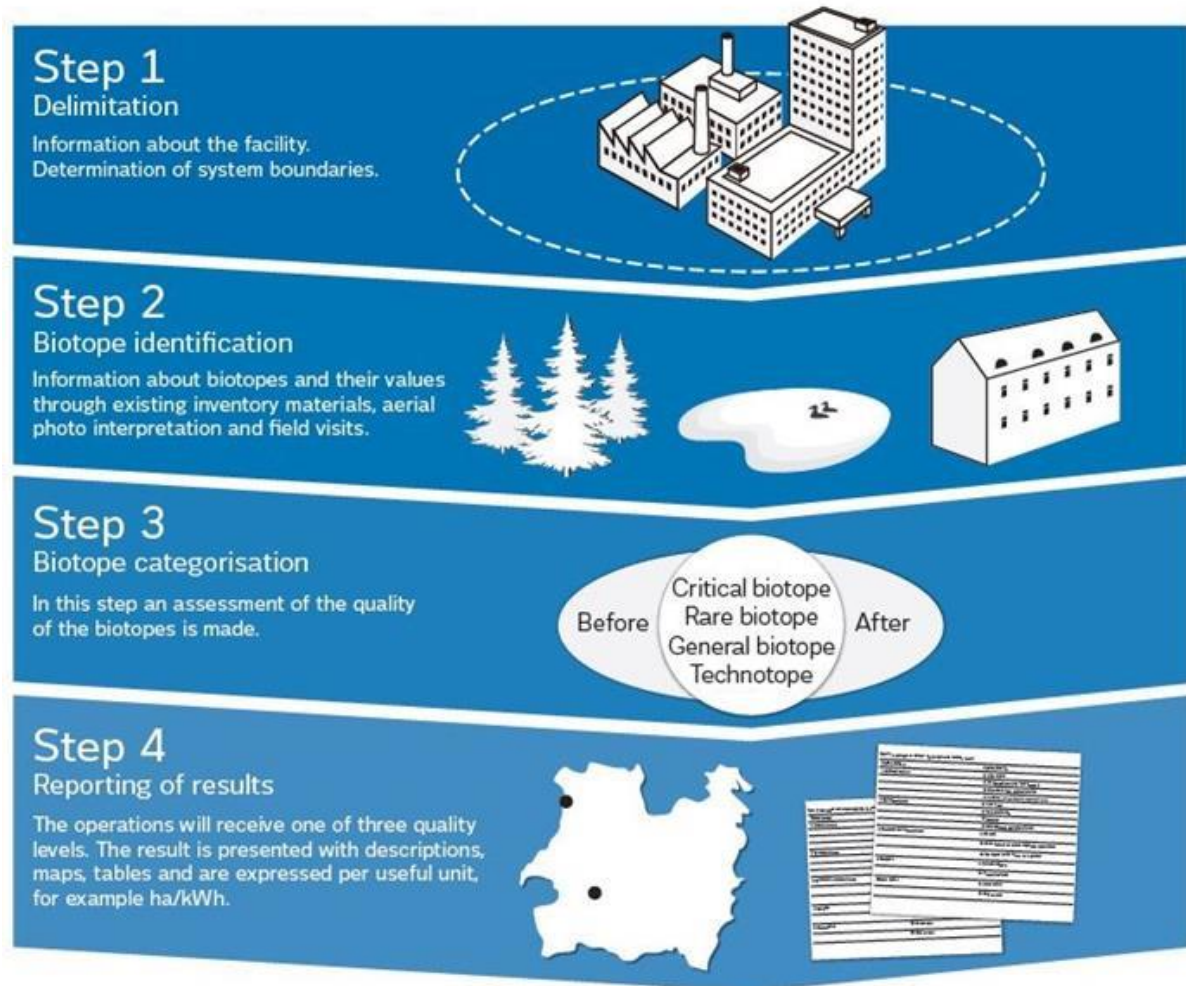 Step 1
Delimitation
Information about the facility.
Determination of system boundaries.
Step 2
Biotope identification
Information about biotopes and their values
through existing inventory materials, aerial
photo interpretation and field visits.
Step 3
Biotope categorisation
In this step an assessment of the quality
of the biotopes is made.
Before
Critical biotope
Rare biotope
General biotope
Technotope
After
Step 4
Reporting of results
The operations will receive one of three quality
levels. The result is presented with descriptions,
maps, tables and are expressed per useful unit,
for example ha/kWh.